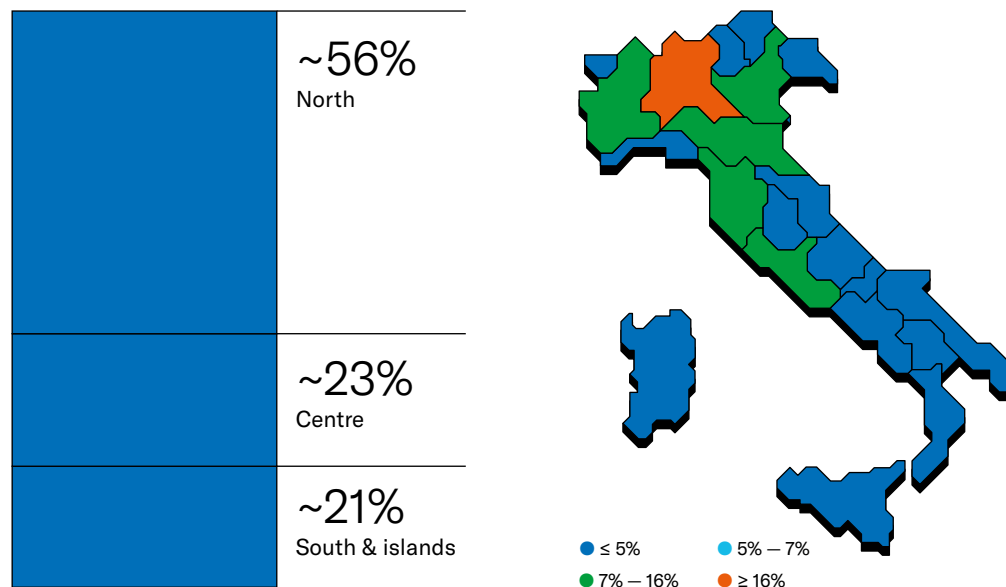 ~56%
North
~23%
Centre
~21%
South & islands
≤ 5%
5% — 7%
7% — 16%
≥ 16%